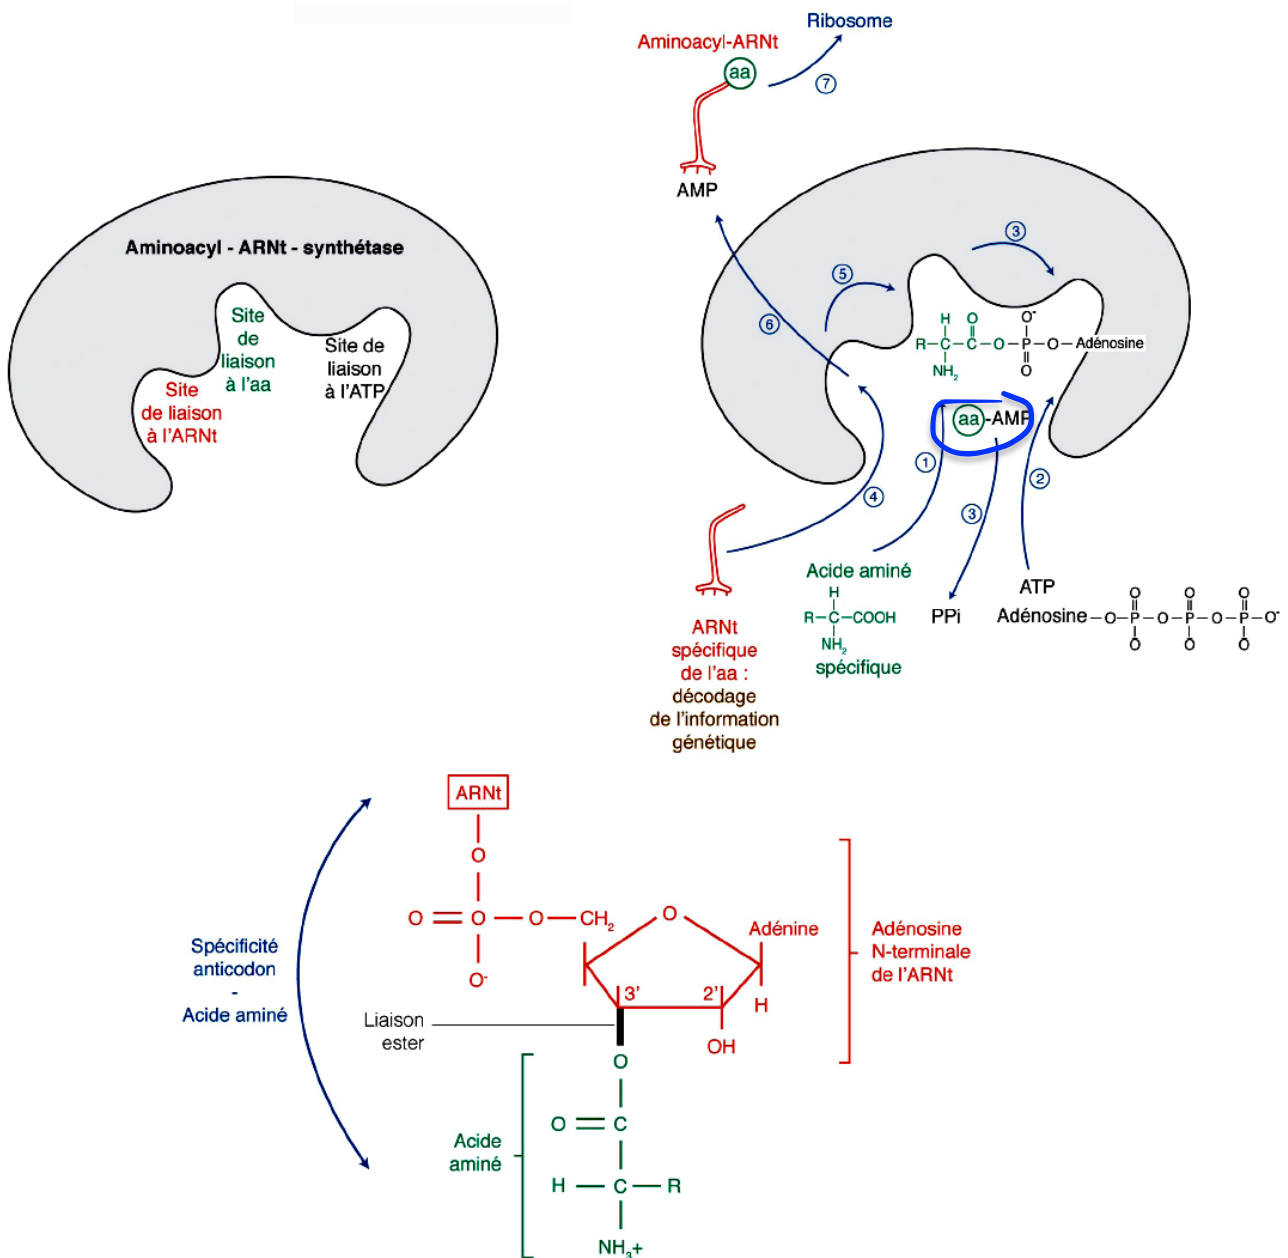 Ribosome
Aminoacyl-ARNt
aa
7
AMP
Aminoacyl - ARNt - synthétase
Site
de
liaison
à l'aa
Site de
liaison
à l'ATP
Site
de liaison
à l'ARNt
3
5
6
H O O-
R-C-C-O-P-O-Adénosine
NH2 O
aa-AMP
1
2
4
3
ARNt
spécifique
de l'aa :
décodage
de l'information
génétique
Acide aminé
H
R-C-COOH
NH2
spécifique
PPi
ATP
O O O
Adénosine-O-P-O-P-O-P-O-
O O O
ARNt
O
O=O-O-CH2
O-
O
Adénine
3'
2'
H
OH
Adénosine
N-terminale
de l'ARNt
Spécificité
anticodon
-
Acide aminé
Liaison
ester
O
O=C
H-C-R
NH3+
Acide
aminé